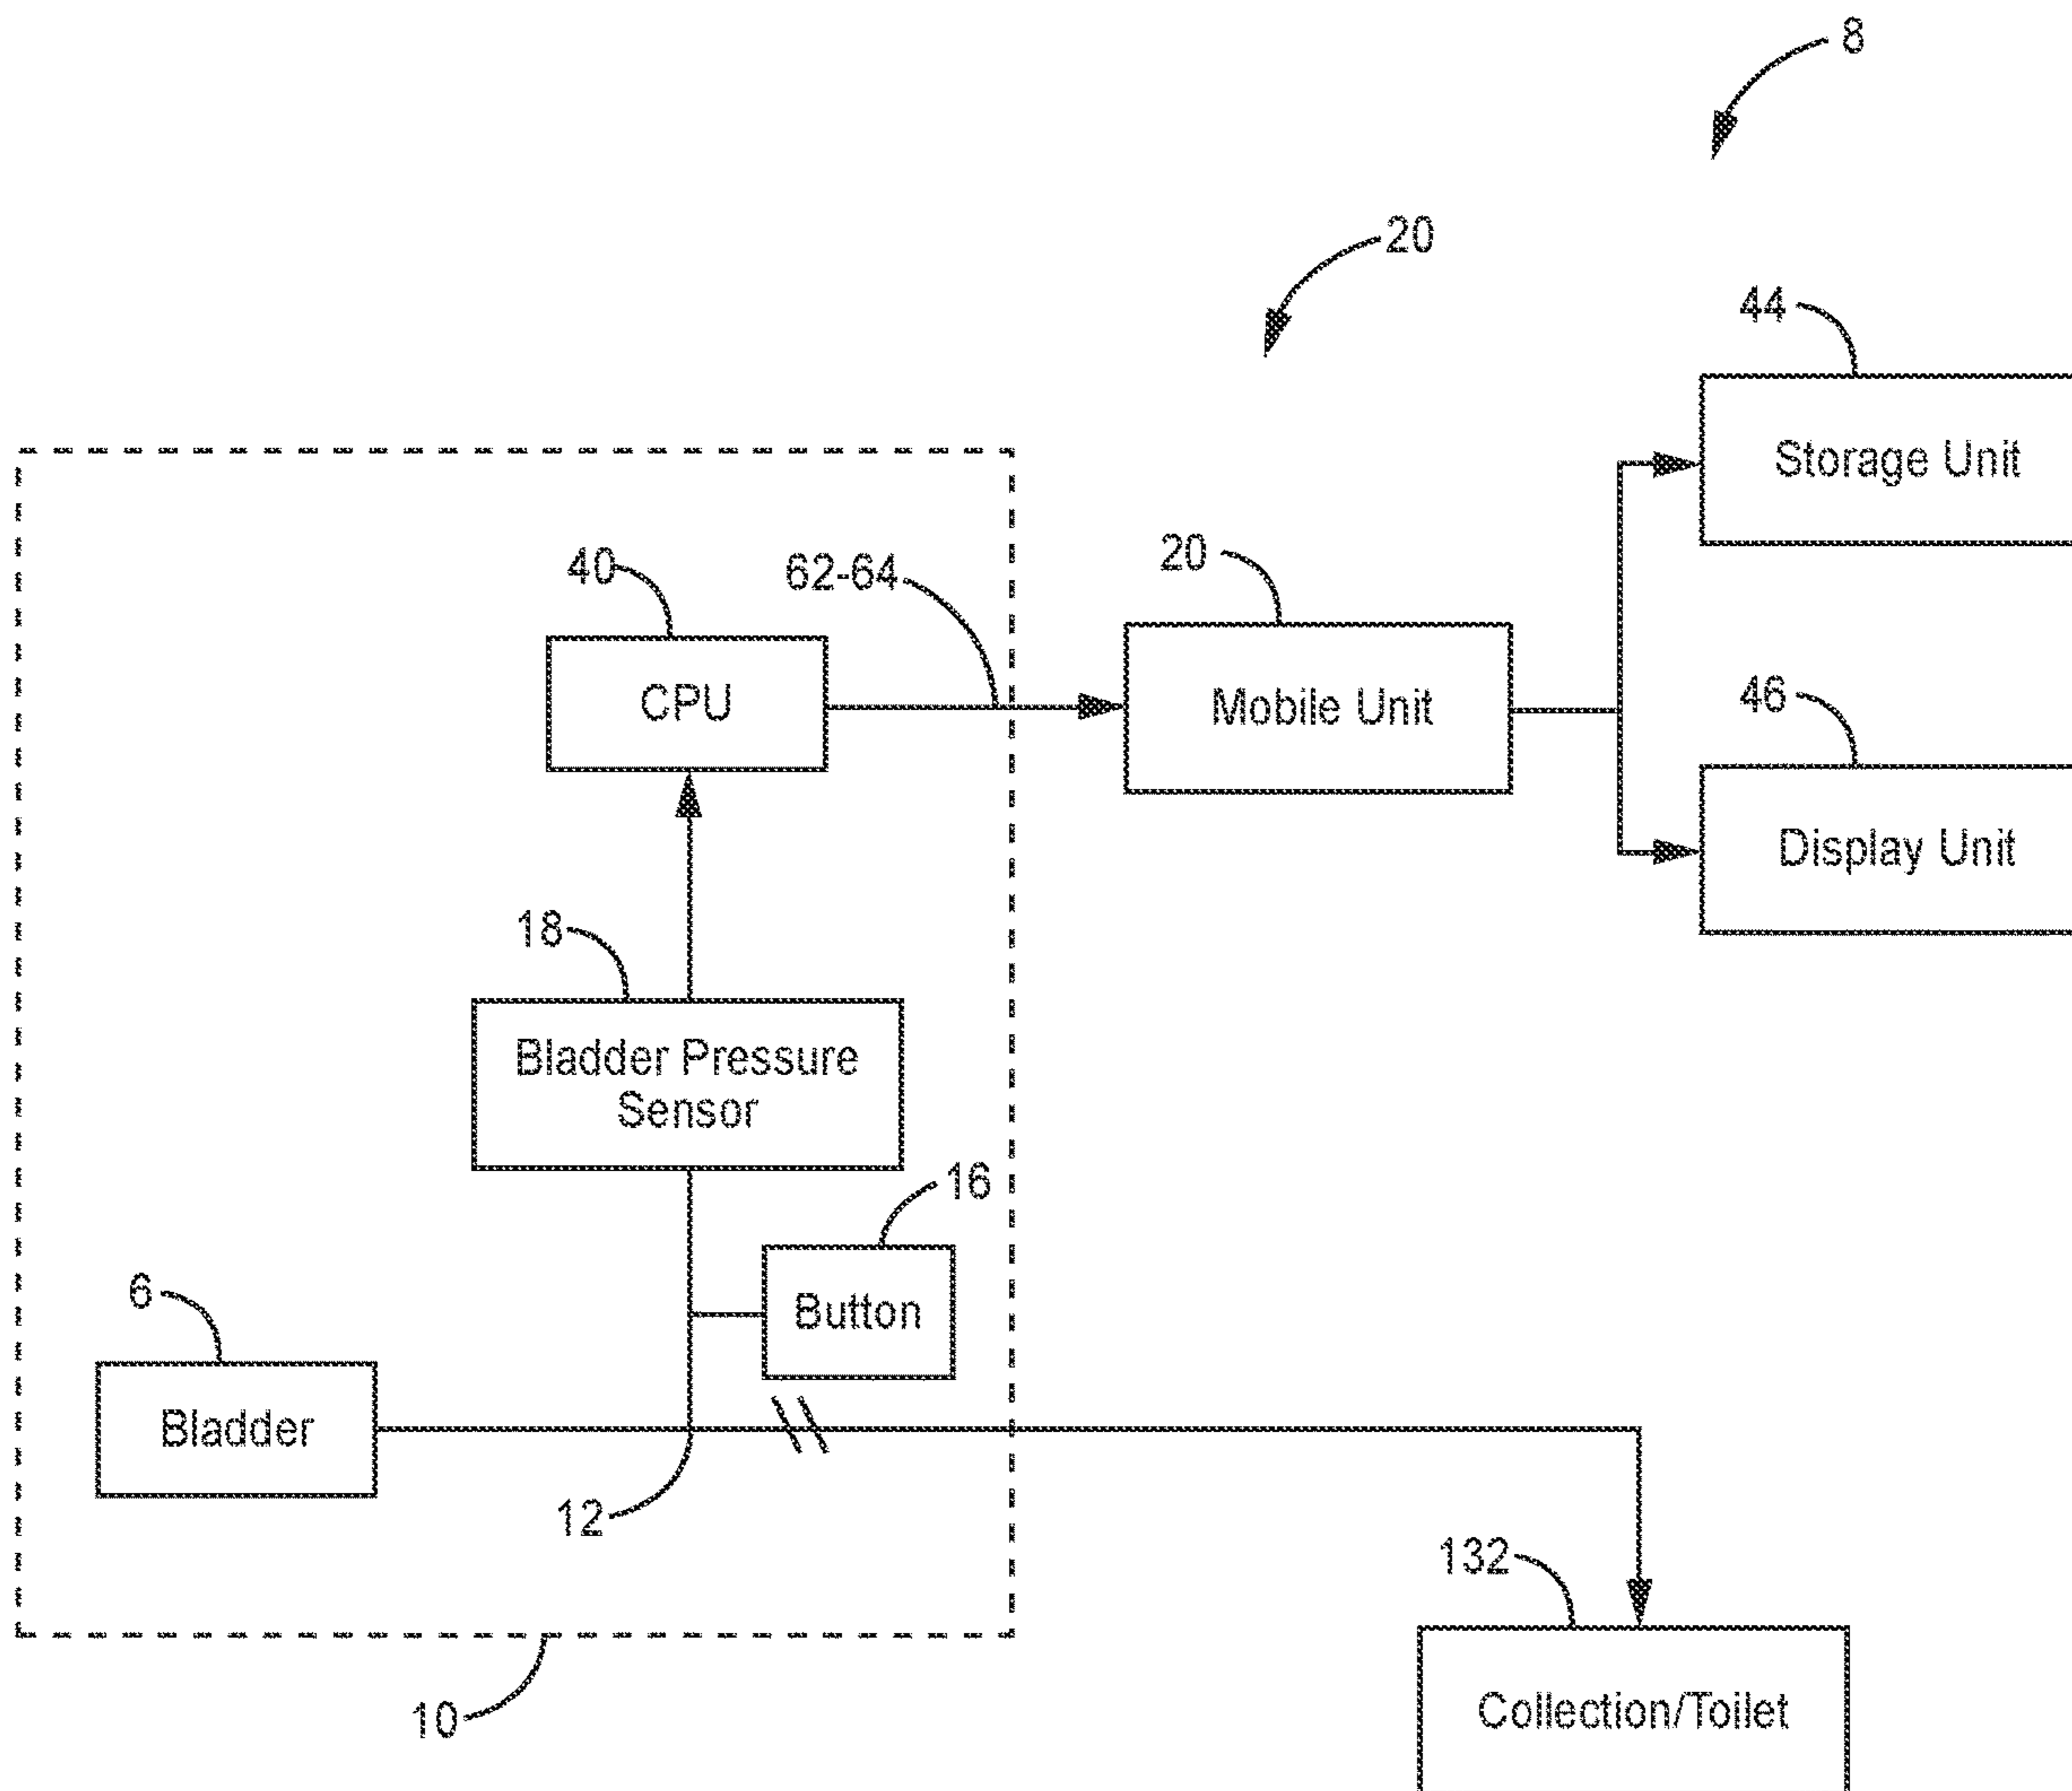 8
20
44
Storage Unit
40
62-64
20
CPU
Mobile Unit
46
Display Unit
18
Bladder Pressure
Sensor
16
Button
6
Bladder
12
132
10
Collection/Toilet